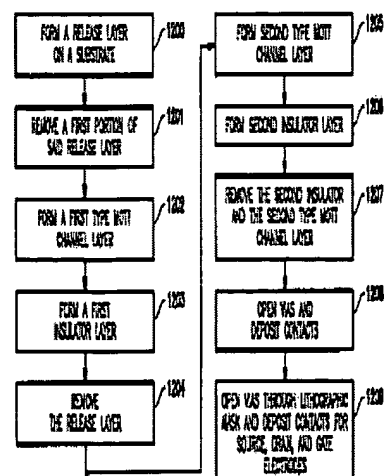 FORM A RELEASE LAYER
ON A SUBSTRATE
1200
REMOVE A FIRST PORTION OF
SAID RELEASE LAYER
1201
FORM A FIRST TYPE MOTT
CHANNEL LAYER
1202
FORM A FIRST
INSULATOR LAYER
1203
REMOVE
THE RELEASE LAYER
1204
FORM SECOND TYPE MOTT
CHANNEL LAYER
1205
FORM SECOND INSULATOR LAYER
1206
REMOVE THE SECOND INSULATOR
AND THE SECOND TYPE MOTT
CHANNEL LAYER
1207
OPEN VIAS AND
DEPOSIT CONTACTS
1208
OPEN VIAS THROUGH LITHOGRAPHIC
MASK AND DEPOSIT CONTACTS FOR
SOURCE, DRAIN, AND GATE
ELECTRODES
1209